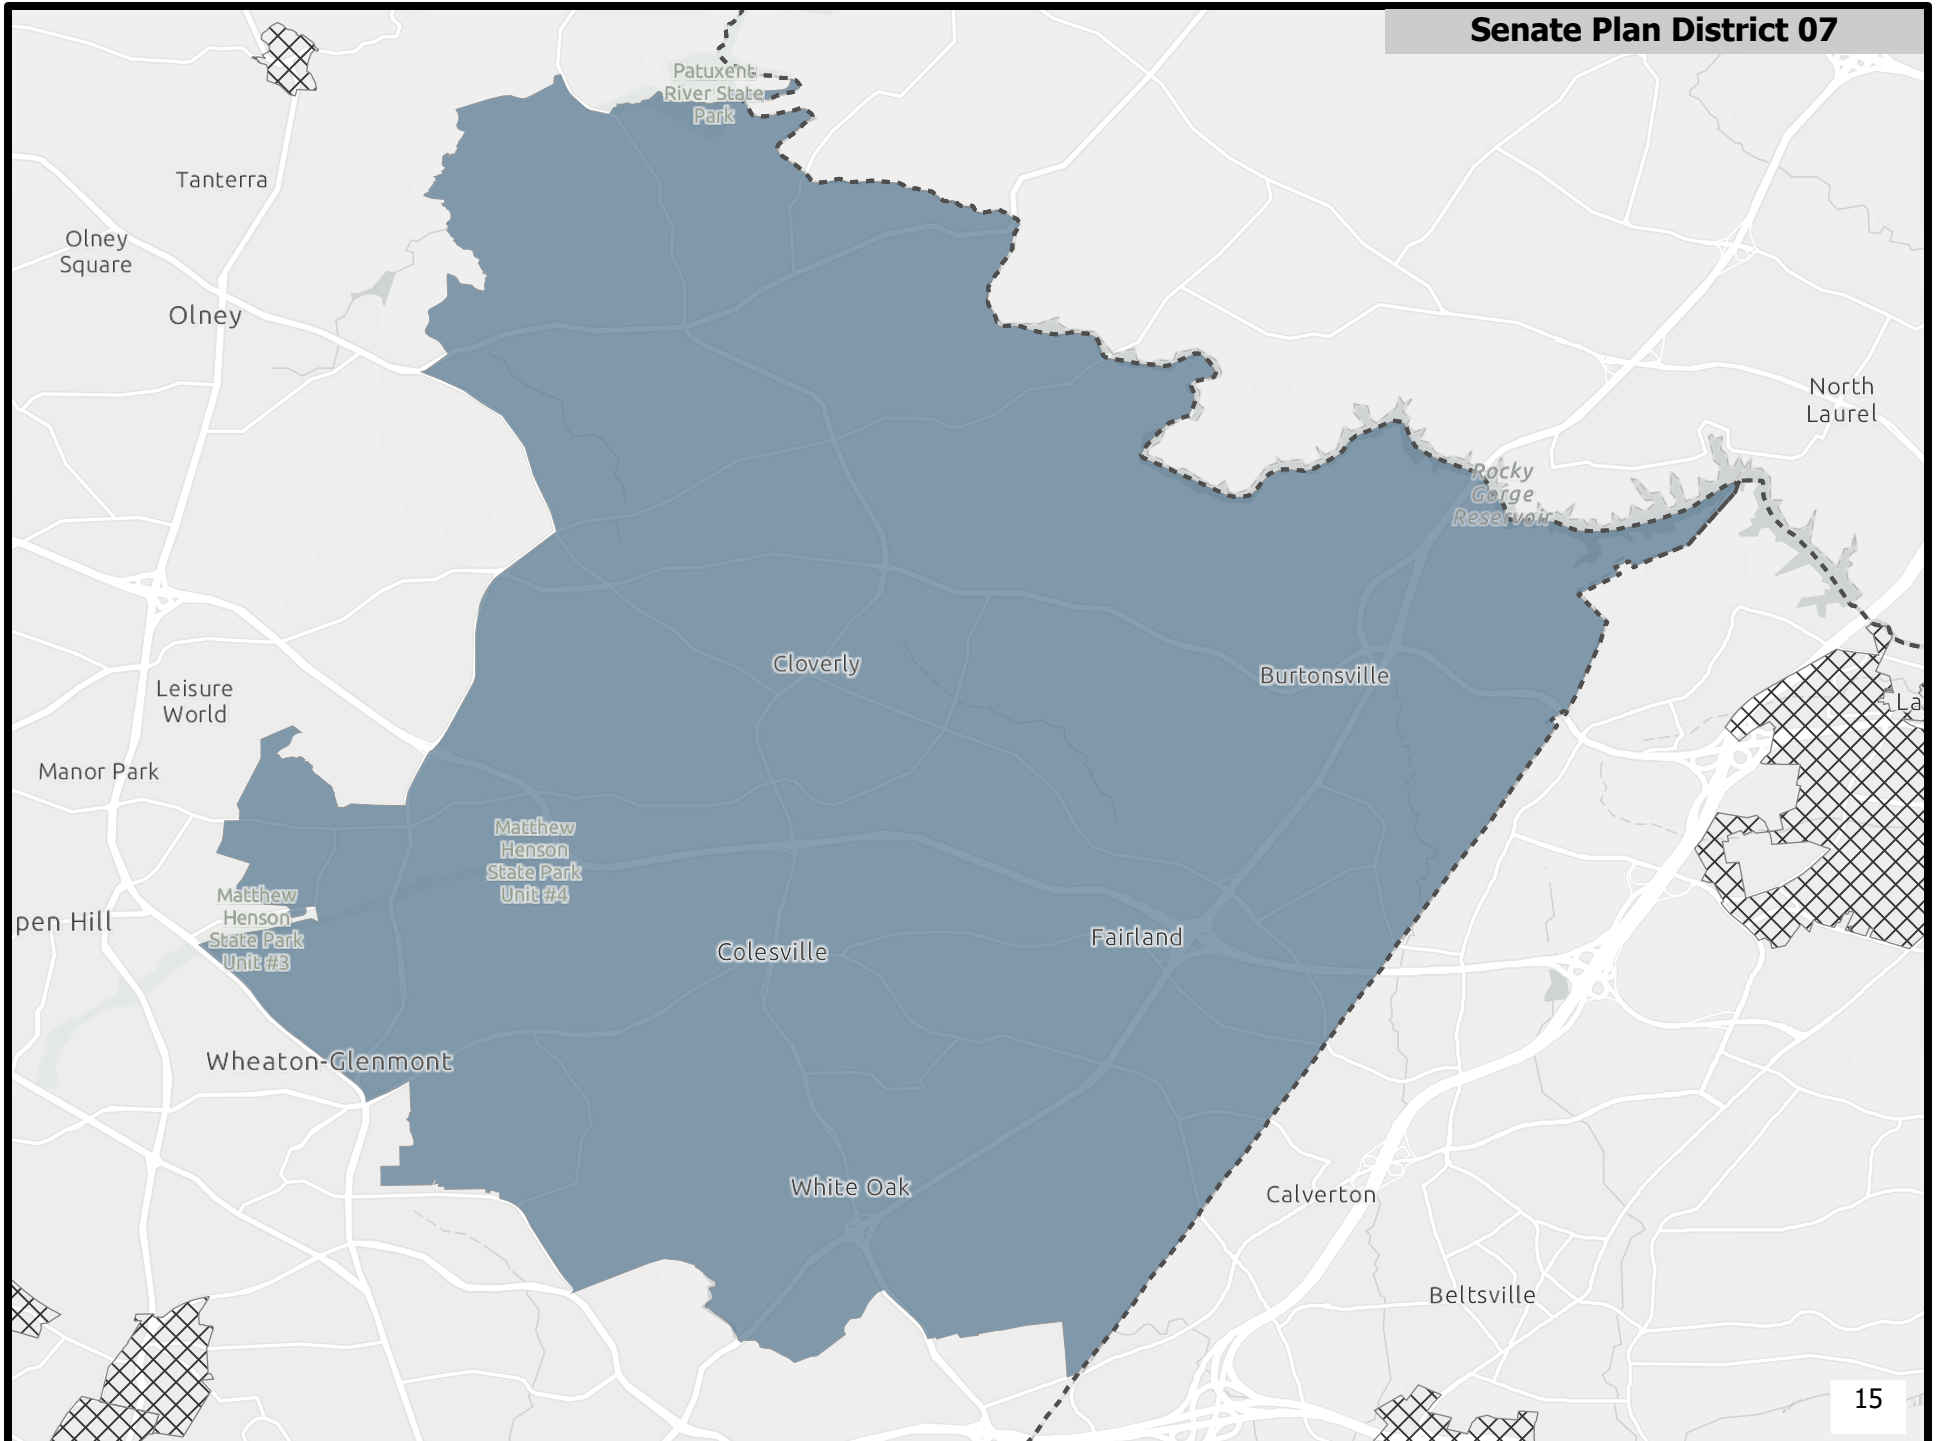 Senate Plan District 07
Patuxent
River State
Park
Tanterra
Olney
Square
Olney
North
Laurel
Rocky
Gorge
Reservoir
Cloverly
Burtonsville
Leisure
World
La
Manor Park
Matthew
Henson
State Park
Unit #4
Matthew
Henson
State Park
Unit #3
pen Hill
Colesville
Fairland
Wheaton-Glenmont
White Oak
Calverton
Beltsville
15